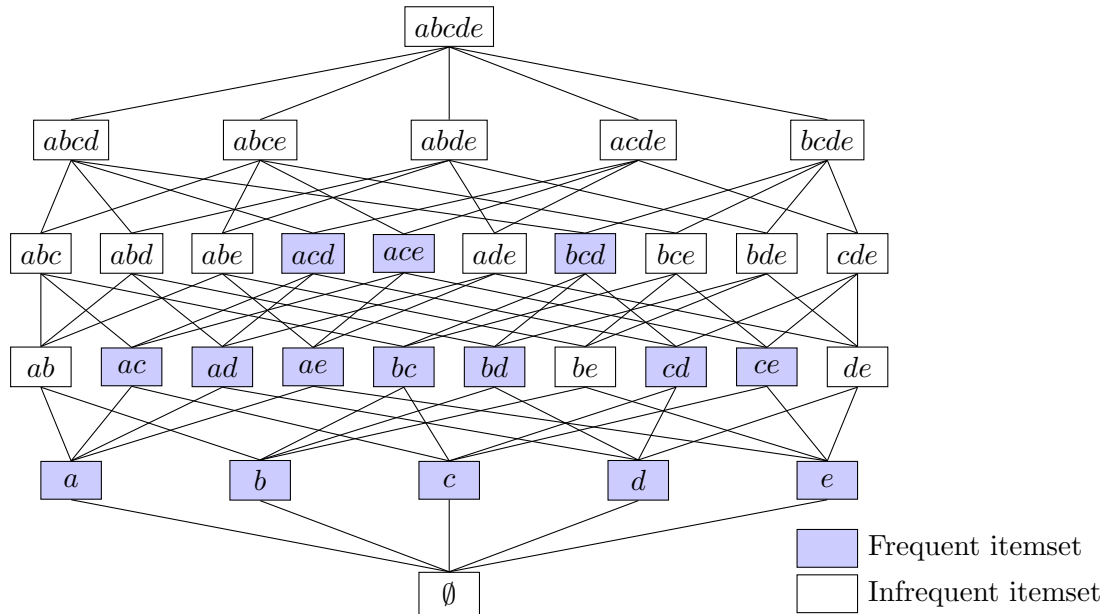 abcde
abcd abce abde acde bcde
abc abd abe acd ace ade bcd bce bde cde
ab ac ad ae bc bd be cd ce de
a b c d e
Frequent itemset
∅ Infrequent itemset